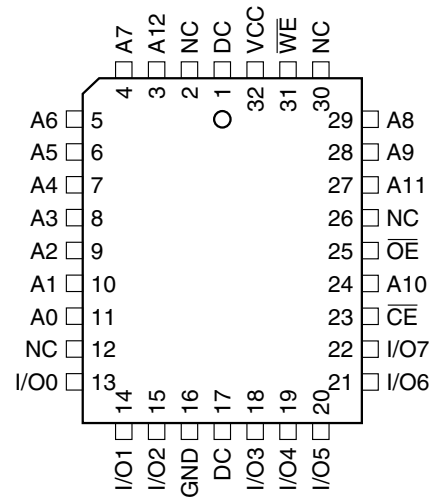 A7 A12 NC DC VCC WE NC
4 3 2 1 32 31 30
A6 5 29 A8
A5 6 28 A9
A4 7 27 A11
A3 8 26 NC
A2 9 25 OE
A1 10 24 A10
A0 11 23 CE
NC 12 22 I/O7
I/O0 13 21 I/O6
14 15 16 17 18 19 20
I/O1 I/O2 GND DC I/O3 I/O4 I/O5